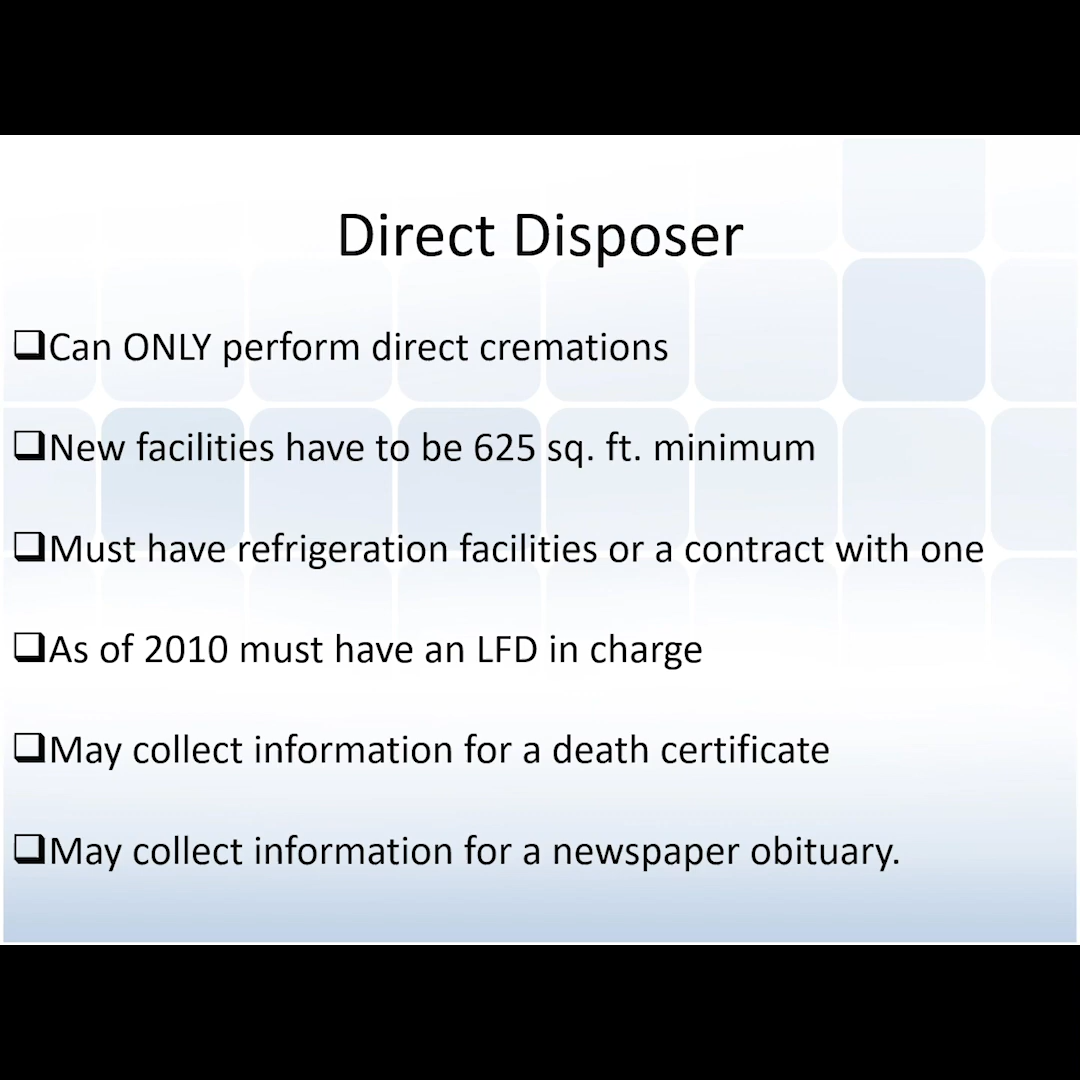 Direct Disposer
❑Can ONLY perform direct cremations
❑New facilities have to be 625 sq. ft. minimum
❑Must have refrigeration facilities or a contract with one
❑As of 2010 must have an LFD in charge
❑May collect information for a death certificate
❑May collect information for a newspaper obituary.